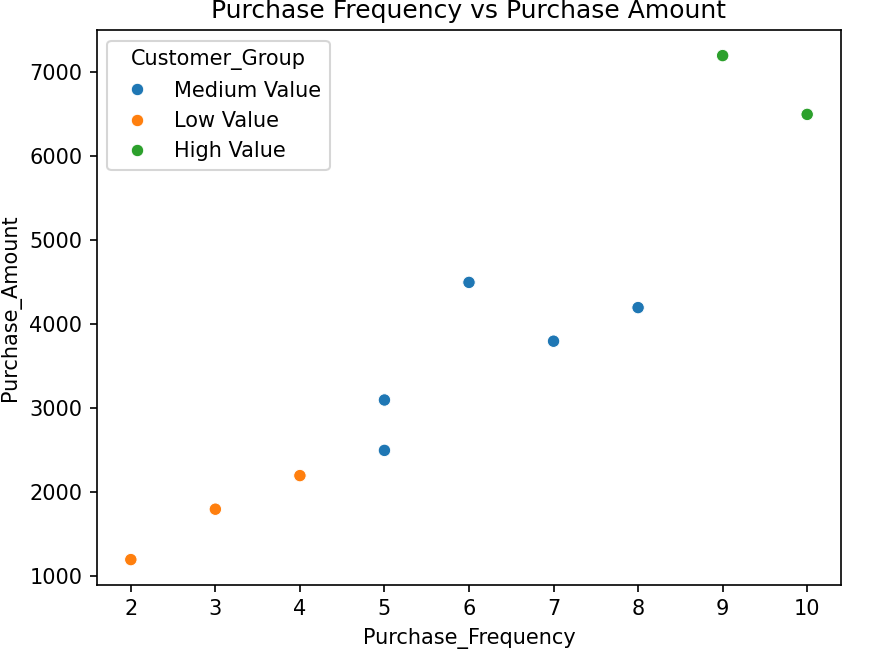 Purchase Frequency vs Purchase Amount
Customer_Group
Medium Value
Low Value
High Value
Purchase_Amount
7000
6000
5000
4000
3000
2000
1000
2 3 4 5 6 7 8 9 10
Purchase_Frequency